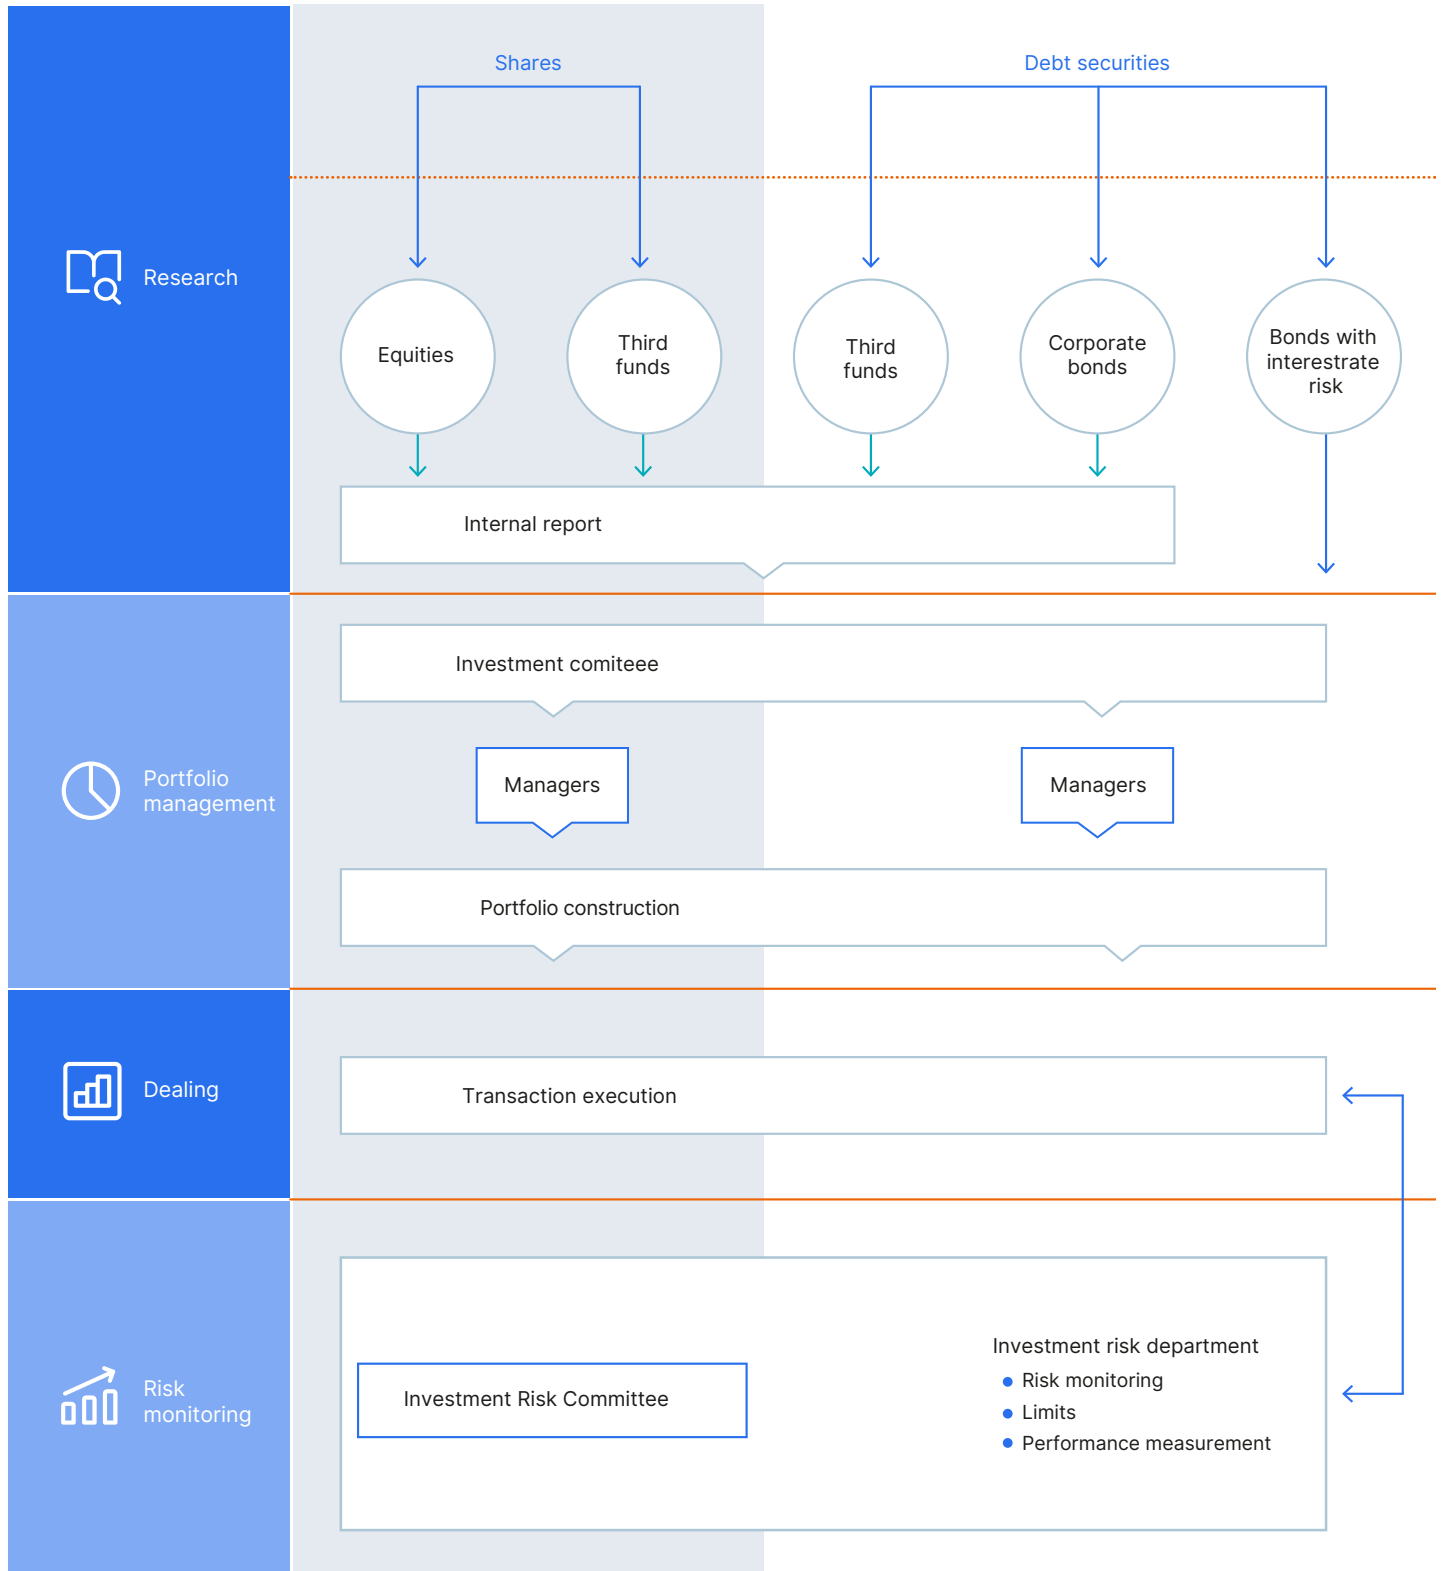 Shares
Debt securities
Research
Equities
Third
funds
Third
funds
Corporate
bonds
Bonds with
interestrate
risk
Internal report
Portfolio
management
Investment comiteee
Managers
Managers
Portfolio construction
Dealing
Transaction execution
Risk
monitoring
Investment Risk Committee
Investment risk department
Risk monitoring
Limits
Performance measurement